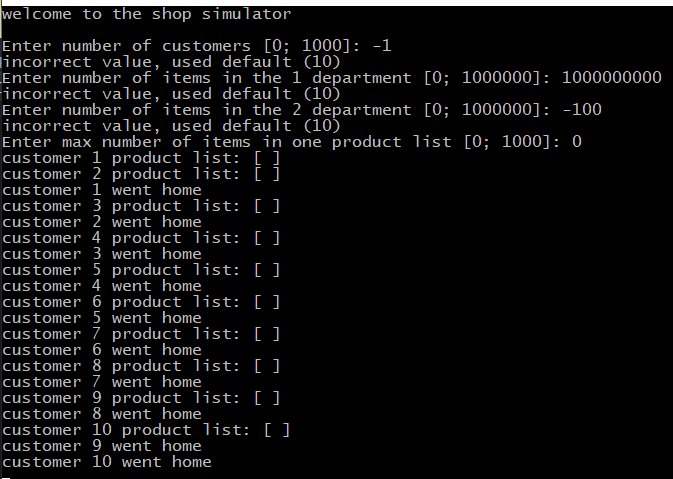 welcome to the shop simulator
Enter number of customers [0; 1000]: -1
incorrect value, used default (10)
Enter number of items in the 1 department [0; 1000000]: 1000000000
incorrect value, used default (10)
Enter number of items in the 2 department [0; 1000000]: -100
incorrect value, used default (10)
Enter max number of items in one product list [0; 1000]: 0
customer 1 product list: [ ]
customer 2 product list: [ ]
customer 1 went home
customer 3 product list: [ ]
customer 2 went home
customer 4 product list: [ ]
customer 3 went home
customer 5 product list: [ ]
customer 4 went home
customer 6 product list: [ ]
customer 5 went home
customer 7 product list: [ ]
customer 6 went home
customer 8 product list: [ ]
customer 7 went home
customer 9 product list: [ ]
customer 8 went home
customer 10 product list: [ ]
customer 9 went home
customer 10 went home